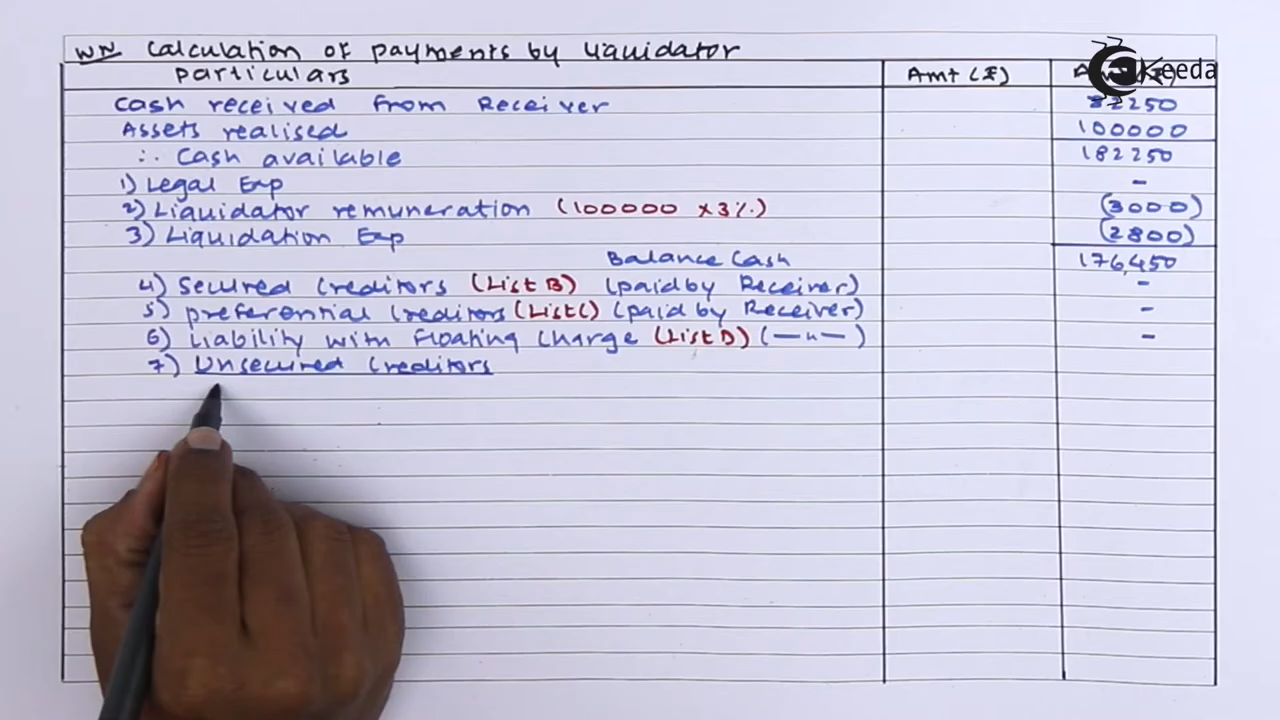 WN Calculation of payments by Liquidator
Particulars Amt (₹)
Keeda
Cash received from Receiver 82250
Assets realised 100000
∴ Cash available 182250
1) Legal Exp -
2) Liquidator remuneration (100000 x3%) (3000)
3) Liquidation Exp (2800)
Balance Cash 176,450
4) Secured Creditors (List B) (paid by Receiver) -
5) preferential Creditors (List C) (paid by Receiver) -
6) Liability with Floating Charge (List D) (—"—) -
7) Unsecured Creditors